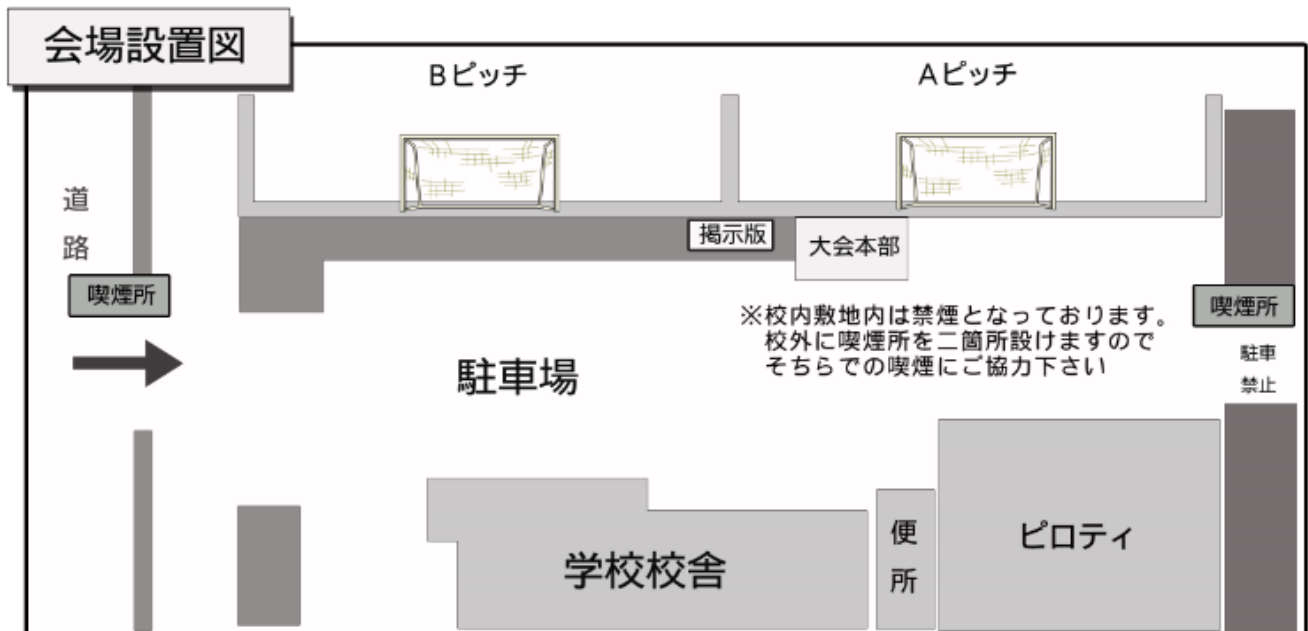 会場設置図
Bピッチ
Aピッチ
道路
掲示版
大会本部
喫煙所
喫煙所
※校内敷地内は禁煙となっております。
校外に喫煙所を二箇所設けますので
そちらでの喫煙にご協力下さい
駐車
禁止
駐車場
学校校舎
便所
ピロティ